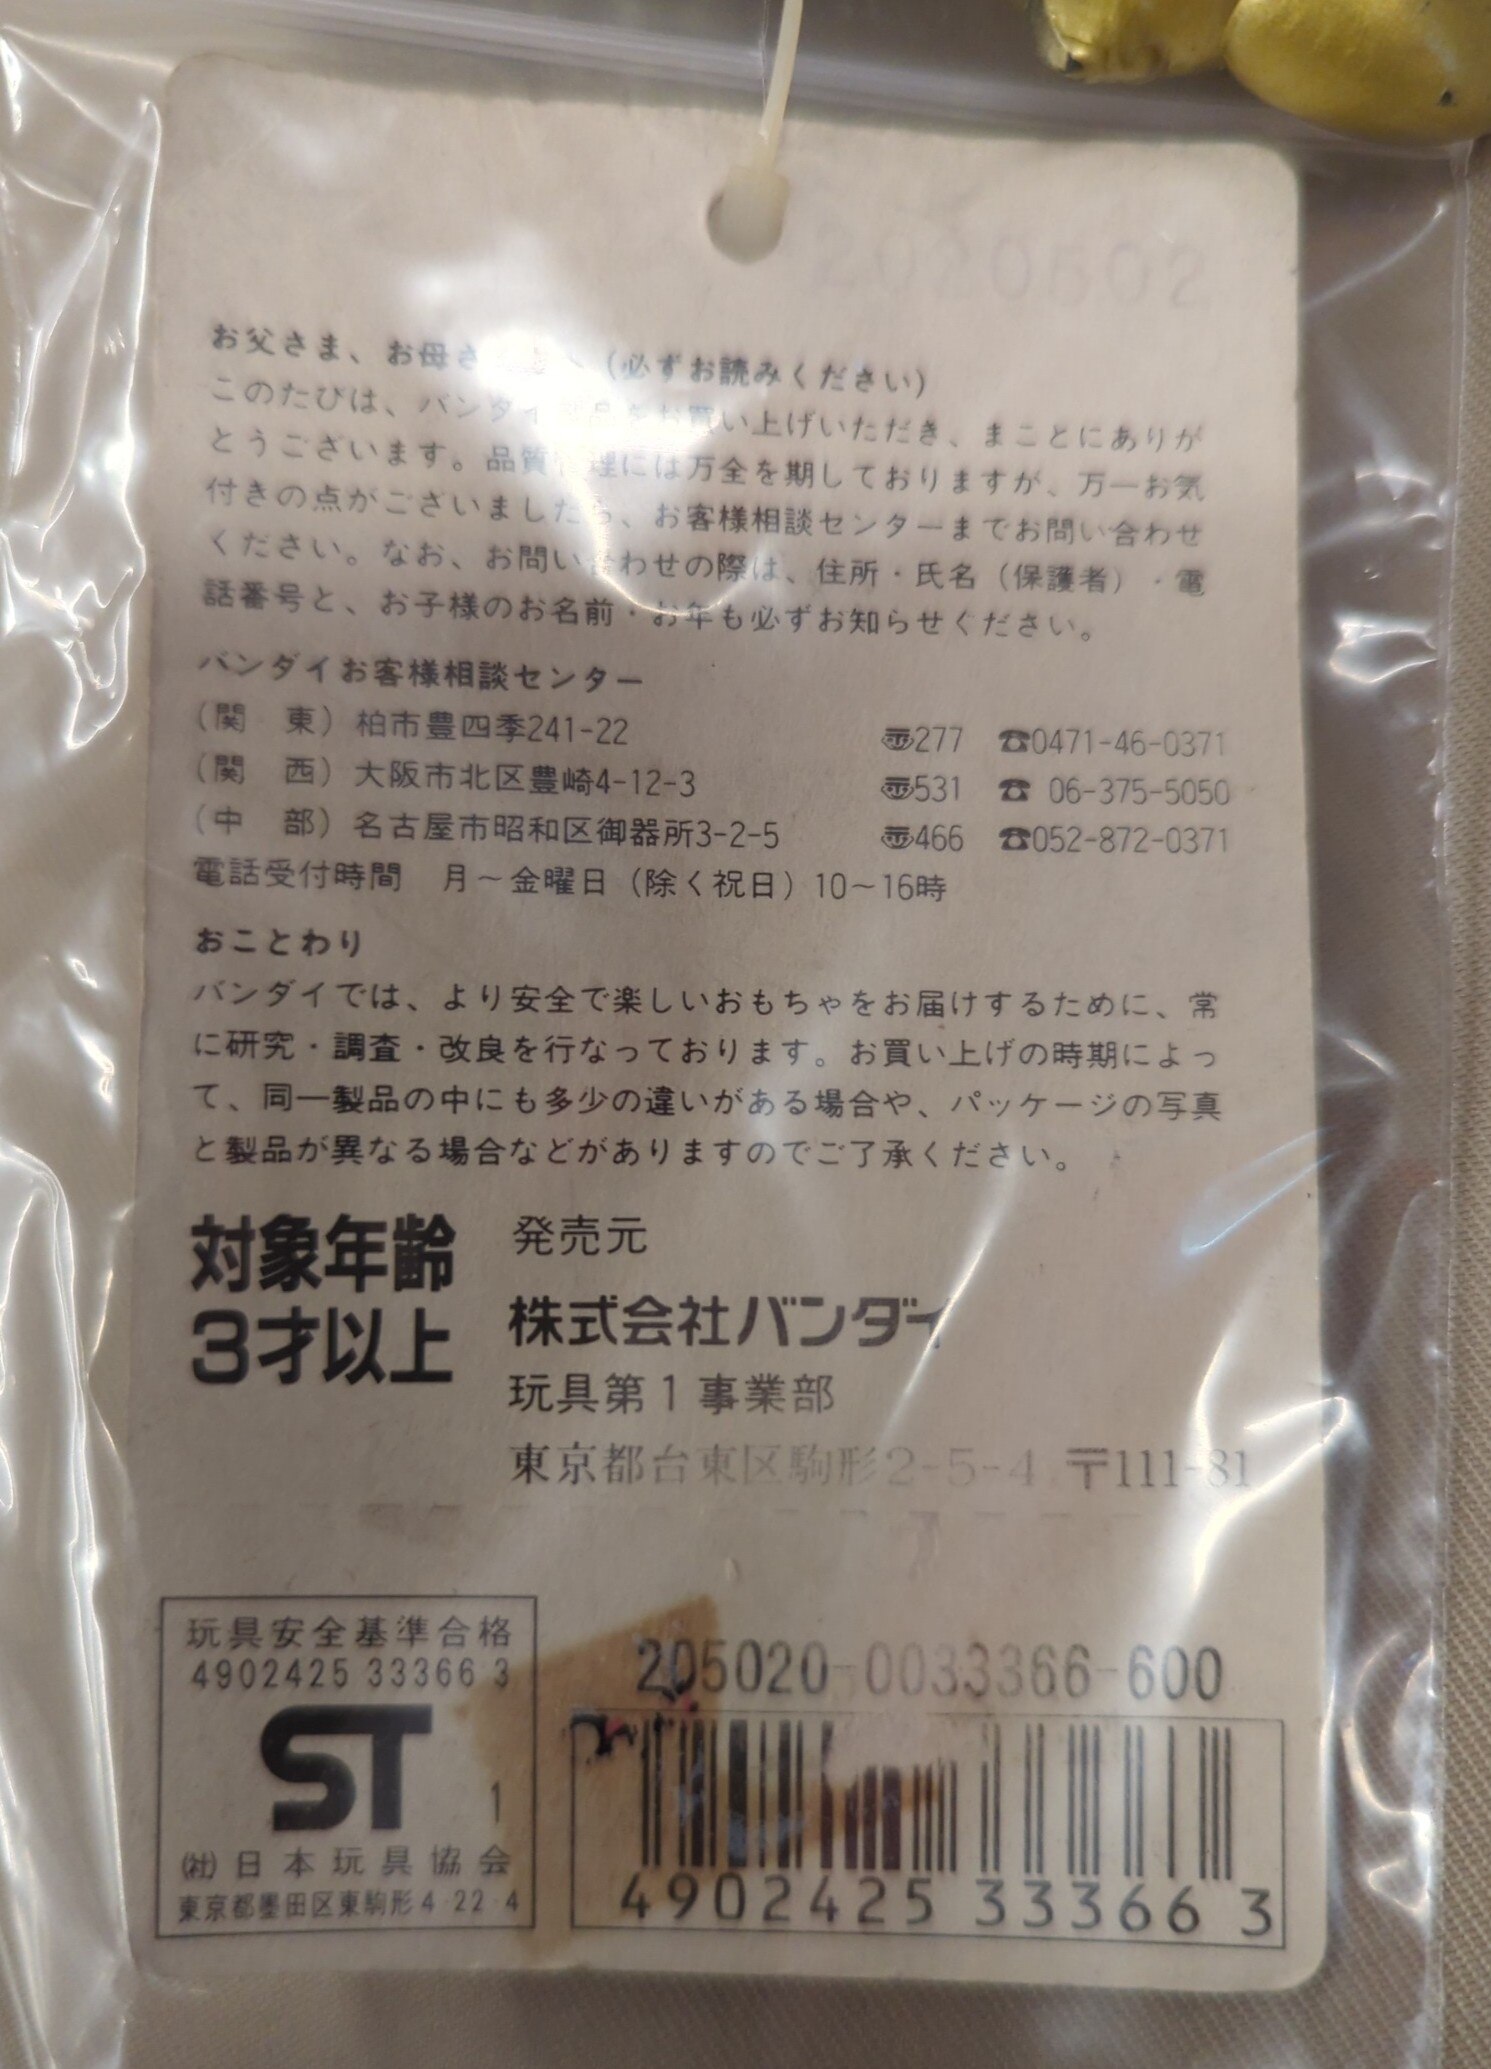 お父さま、お母さ　　へ（必ずお読みください）
このたびは、バンダイ製品をお買い上げいただき、まことにありが
とうございます。品質管理には万全を期しておりますが、万一お気
付きの点がございましたら、お客様相談センターまでお問い合わせ
ください。なお、お問い合わせの際は、住所・氏名（保護者）・電
話番号と、お子様のお名前・お年も必ずお知らせください。
バンダイお客様相談センター
（関　東）柏市豊四季241-22　〠277　☎0471-46-0371
（関　西）大阪市北区豊崎4-12-3　〠531　☎ 06-375-5050
（中　部）名古屋市昭和区御器所3-2-5　〠466　☎052-872-0371
電話受付時間　月～金曜日（除く祝日）10～16時
おことわり
バンダイでは、より安全で楽しいおもちゃをお届けするために、常
に研究・調査・改良を行なっております。お買い上げの時期によっ
て、同一製品の中にも多少の違いがある場合や、パッケージの写真
と製品が異なる場合などがありますのでご了承ください。
対象年齢
3才以上
発売元
株式会社バンダイ
玩具第1事業部
東京都台東区駒形2-5-4 〒111-81
玩具安全基準合格
4902425 33366 3
ST 1
㈳日本玩具協会
東京都墨田区東駒形4-22-4
205020-0033366-600
4902425 33366 3